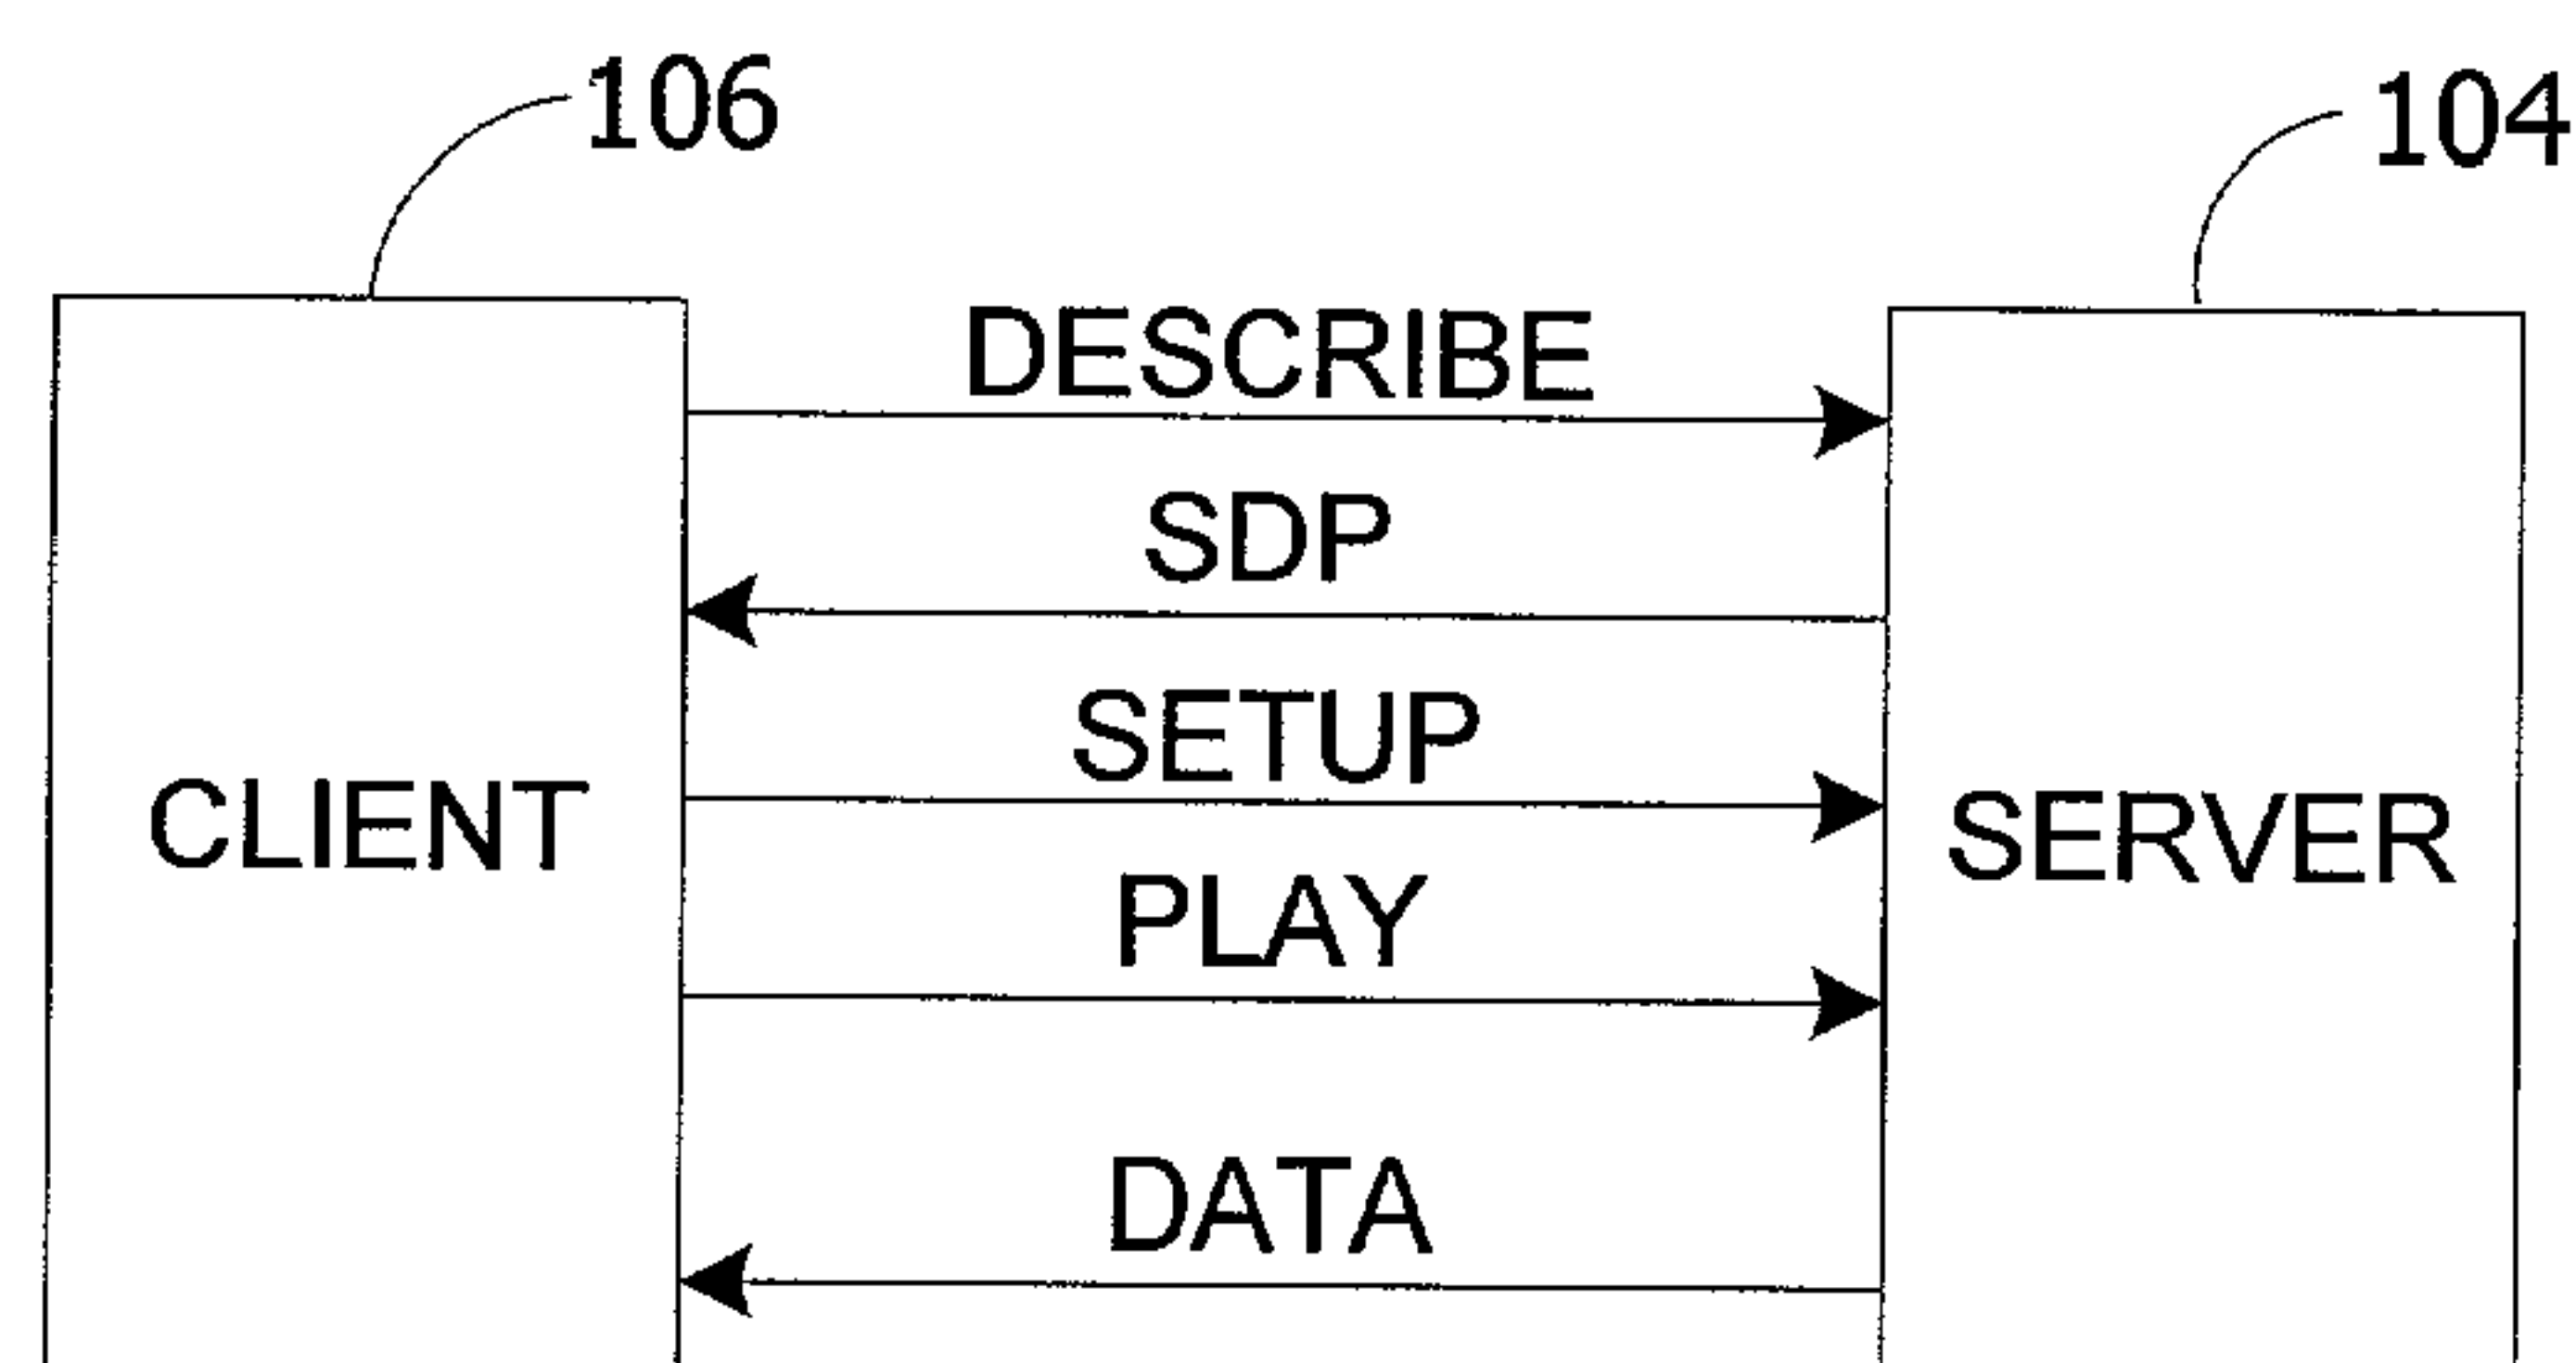 106
104
DESCRIBE
SDP
SETUP
CLIENT
SERVER
PLAY
DATA